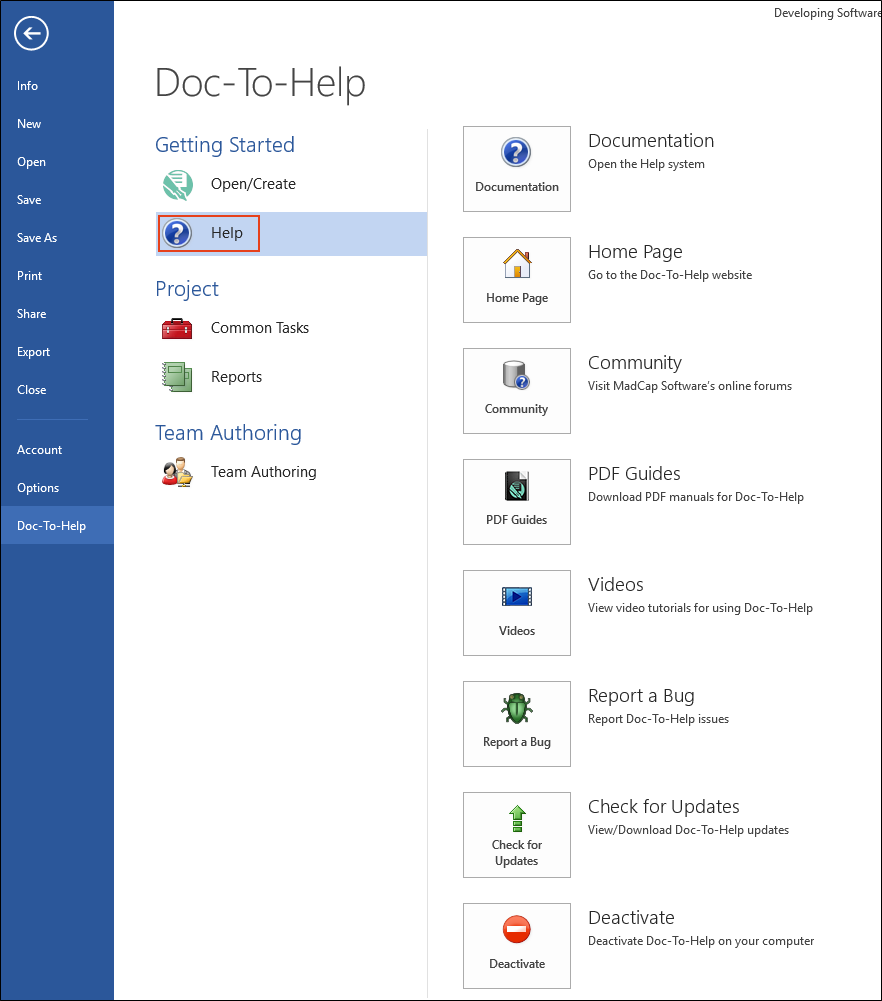 Developing Software
Info
New
Open
Save
Save As
Print
Share
Export
Close
Account
Options
Doc-To-Help
Doc-To-Help
Getting Started
Open/Create
Help
Project
Common Tasks
Reports
Team Authoring
Team Authoring
Documentation
Documentation
Open the Help system
Home Page
Home Page
Go to the Doc-To-Help website
Community
Community
Visit MadCap Software's online forums
PDF Guides
PDF Guides
Download PDF manuals for Doc-To-Help
Videos
Videos
View video tutorials for using Doc-To-Help
Report a Bug
Report a Bug
Report Doc-To-Help issues
Check for
Updates
Check for Updates
View/Download Doc-To-Help updates
Deactivate
Deactivate
Deactivate Doc-To-Help on your computer